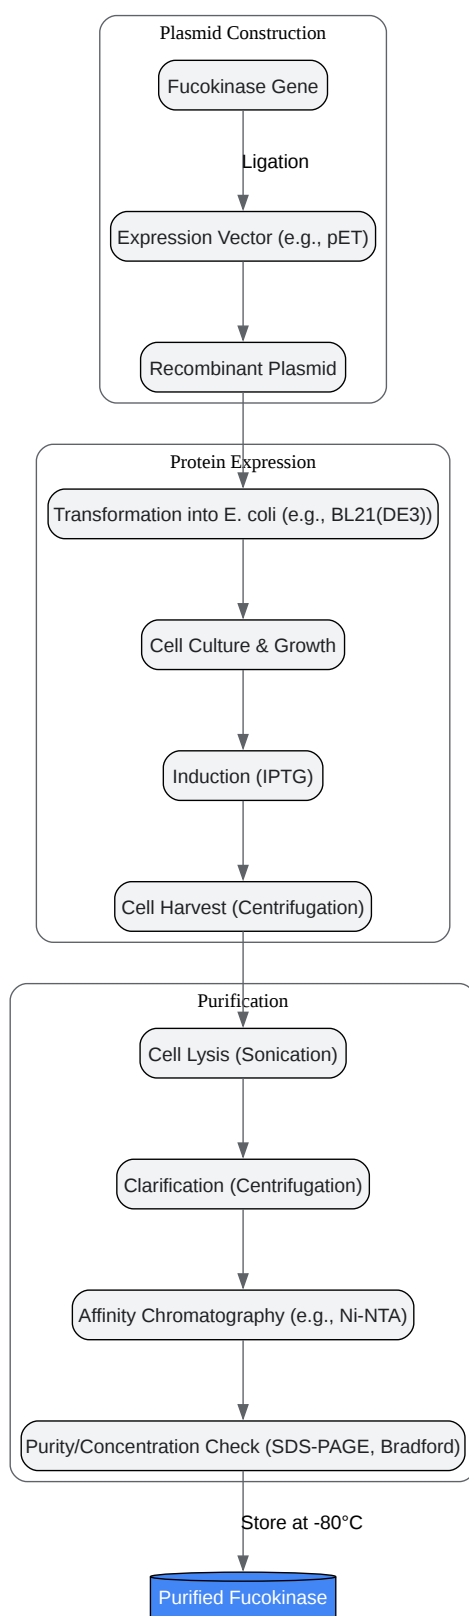 Plasmid Construction
Fucokinase Gene
Ligation
Expression Vector (e.g., pET)
Recombinant Plasmid
Protein Expression
Transformation into E. coli (e.g., BL21(DE3))
Cell Culture & Growth
Induction (IPTG)
Cell Harvest (Centrifugation)
Purification
Cell Lysis (Sonication)
Clarification (Centrifugation)
Affinity Chromatography (e.g., Ni-NTA)
Purity/Concentration Check (SDS-PAGE, Bradford)
Store at -80°C
Purified Fucokinase